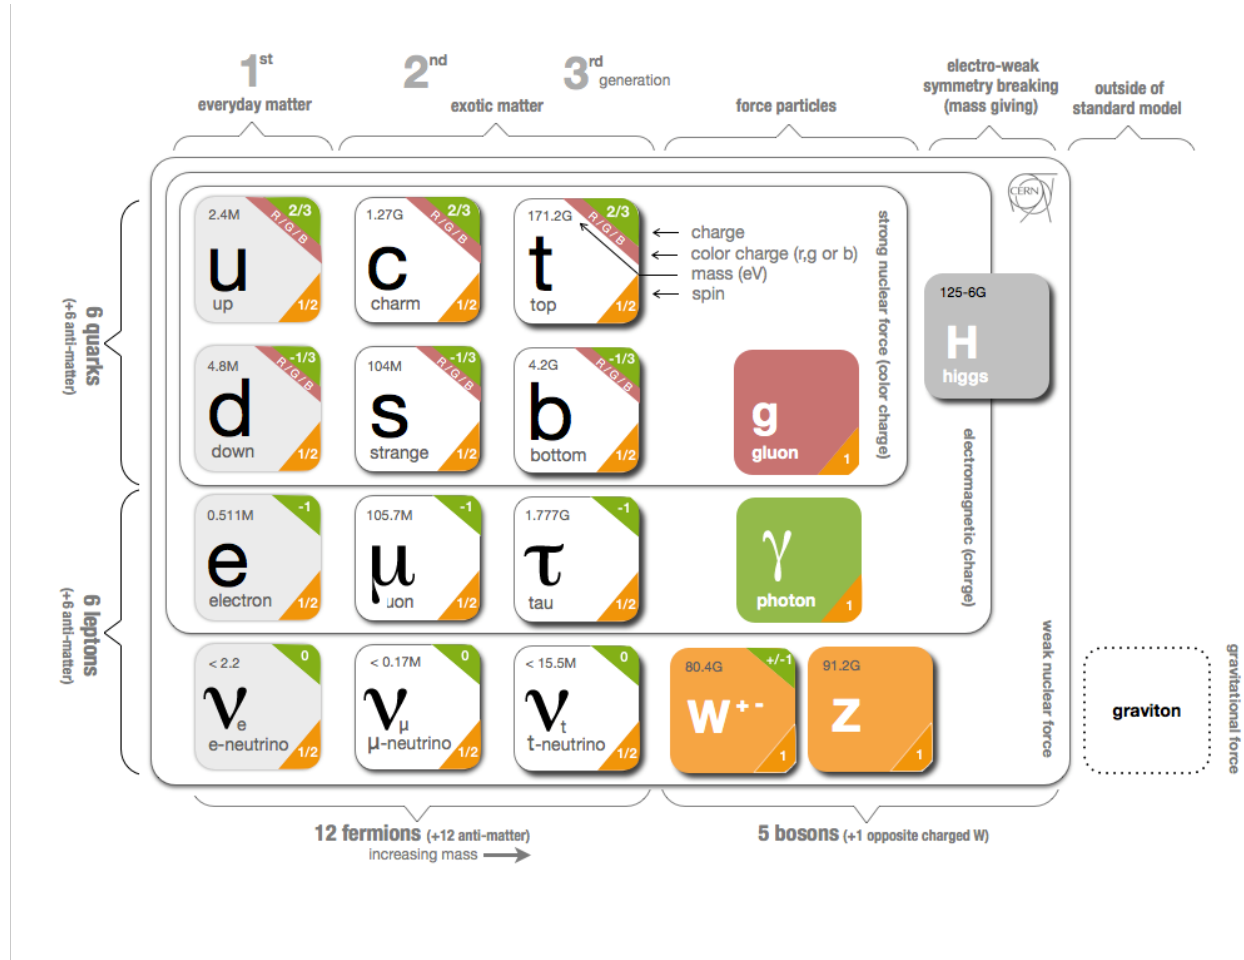 1st
2nd
3rd generation
everyday matter
exotic matter
force particles
electro-weak
symmetry breaking
(mass giving)
outside of
standard model
CERN
6 quarks
(+6 anti-matter)
6 leptons
(+6 anti-matter)
2.4M
2/3
R/G/B
u
up
1/2
1.27G
2/3
R/G/B
c
charm
1/2
171.2G
2/3
R/G/B
t
top
1/2
charge
color charge (r,g or b)
mass (eV)
spin
strong nuclear force (color charge)
125-6G
H
higgs
4.8M
-1/3
R/G/B
d
down
1/2
104M
-1/3
R/G/B
s
strange
1/2
4.2G
-1/3
R/G/B
b
bottom
1/2
g
gluon
1
electromagnetic (charge)
0.511M
-1
e
electron
1/2
105.7M
-1
μ
uon
1/2
1.777G
-1
τ
tau
1/2
γ
photon
1
weak nuclear force
< 2.2
0
νe
e-neutrino
1/2
< 0.17M
0
νμ
μ-neutrino
1/2
< 15.5M
0
νt
t-neutrino
1/2
80.4G
+/-1
W+-
1
91.2G
Z
1
graviton
gravitational force
12 fermions (+12 anti-matter)
increasing mass
5 bosons (+1 opposite charged W)